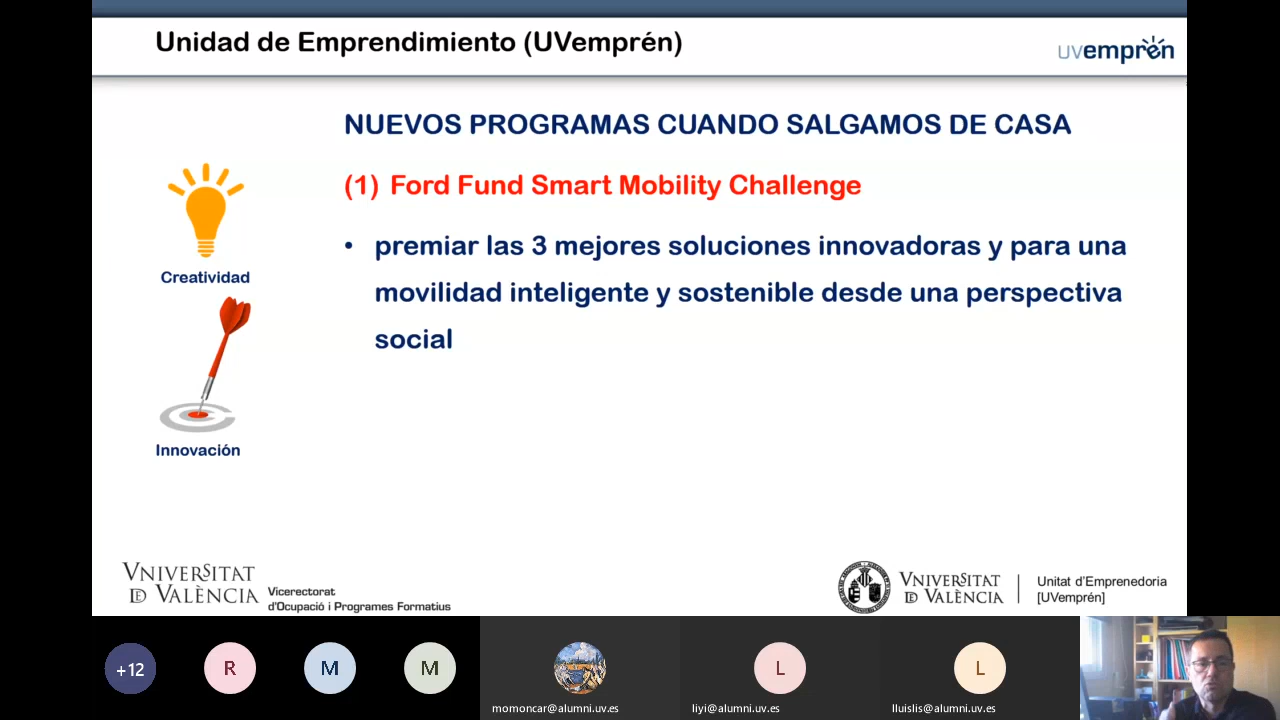 Unidad de Emprendimiento (UVemprén)
uvemprén
NUEVOS PROGRAMAS CUANDO SALGAMOS DE CASA
(1) Ford Fund Smart Mobility Challenge
• premiar las 3 mejores soluciones innovadoras y para una
movilidad inteligente y sostenible desde una perspectiva
social
Creatividad
Innovación
VNIVERSITAT
DE VALÈNCIA
Vicerectorat
d'Ocupació i Programes Formatius
VNIVERSITAT
DE VALÈNCIA
Unitat d'Emprenedoria
[UVemprén]
+12
R
M
M
L
L
momoncar@alumni.uv.es
liyi@alumni.uv.es
lluislis@alumni.uv.es